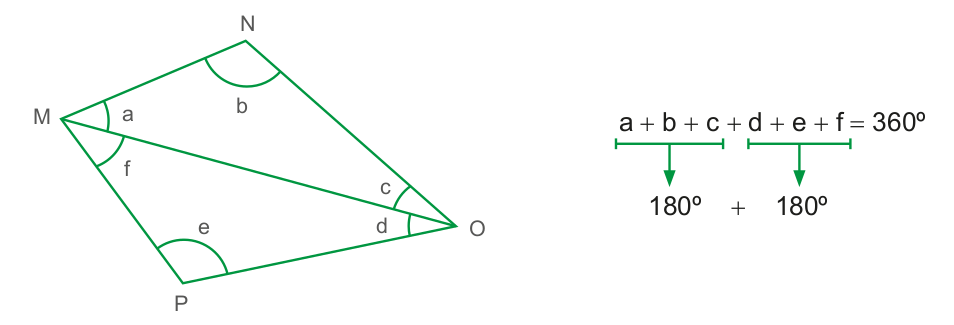 N
M
a
b
f
c
d
O
e
P
a + b + c + d + e + f = 360º
180º + 180º